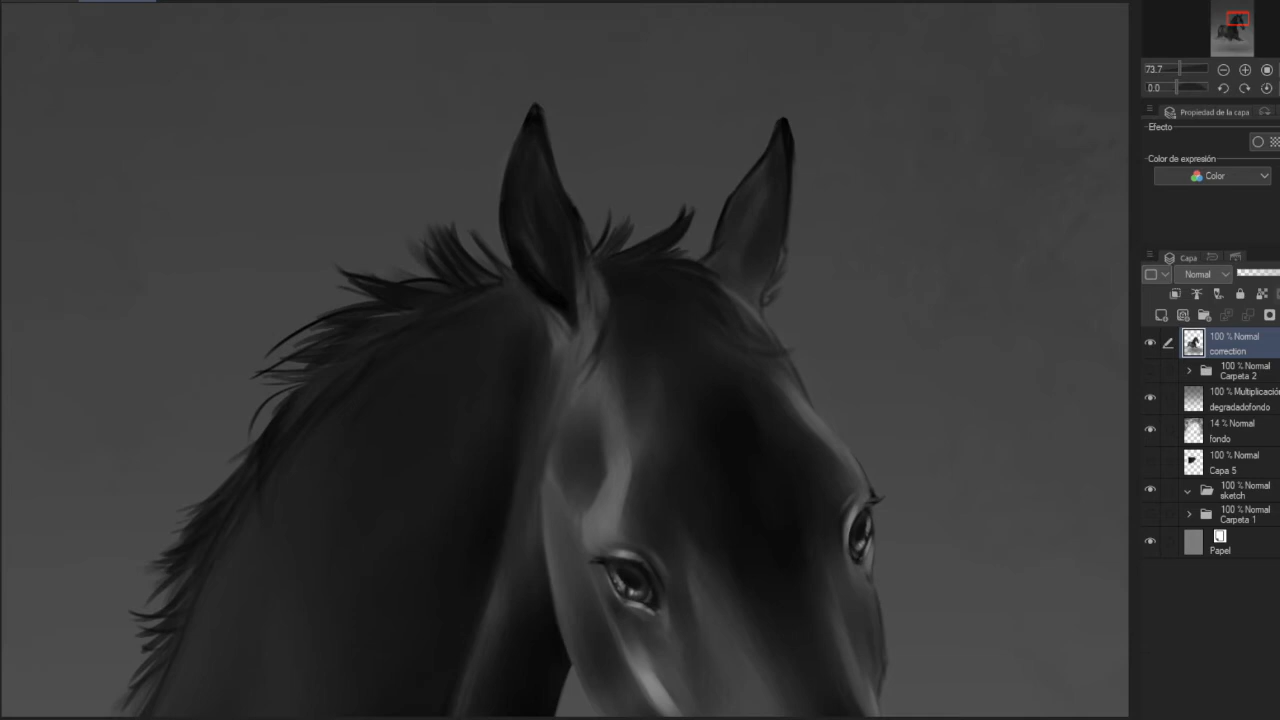 73.7
0.0
Propiedad de la capa
Efecto
Color de expresión
Color
Capa
Normal
100 % Normal
correction
100 % Normal
Carpeta 2
100 % Multiplicación
degradadofondo
14 % Normal
fondo
100 % Normal
Capa 5
100 % Normal
sketch
100 % Normal
Carpeta 1
Papel